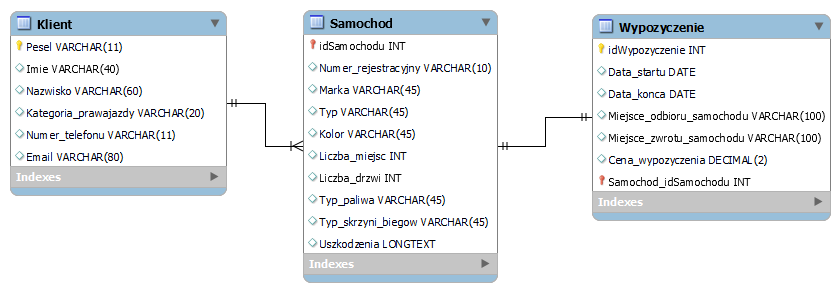 Klient
Pesel VARCHAR(11)
Imie VARCHAR(40)
Nazwisko VARCHAR(60)
Kategoria_prawajazdy VARCHAR(20)
Numer_telefonu VARCHAR(11)
Email VARCHAR(80)
Indexes
Samochod
idSamochodu INT
Numer_rejestracyjny VARCHAR(10)
Marka VARCHAR(45)
Typ VARCHAR(45)
Kolor VARCHAR(45)
Liczba_miejsc INT
Liczba_drzwi INT
Typ_paliwa VARCHAR(45)
Typ_skrzyni_biegow VARCHAR(45)
Uszkodzenia LONGTEXT
Indexes
Wypozyczenie
idWypozyczenie INT
Data_startu DATE
Data_konca DATE
Miejsce_odbioru_samochodu VARCHAR(100)
Miejsce_zwrotu_samochodu VARCHAR(100)
Cena_wypozyczenia DECIMAL(2)
Samochod_idSamochodu INT
Indexes